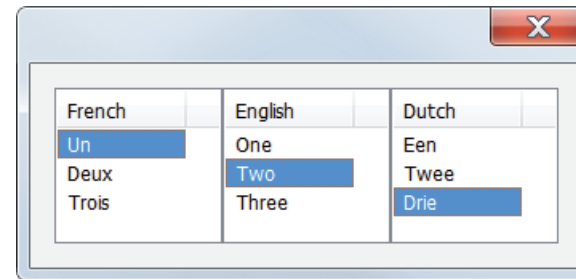 French English Dutch
Un One Een
Deux Two Twee
Trois Three Drie